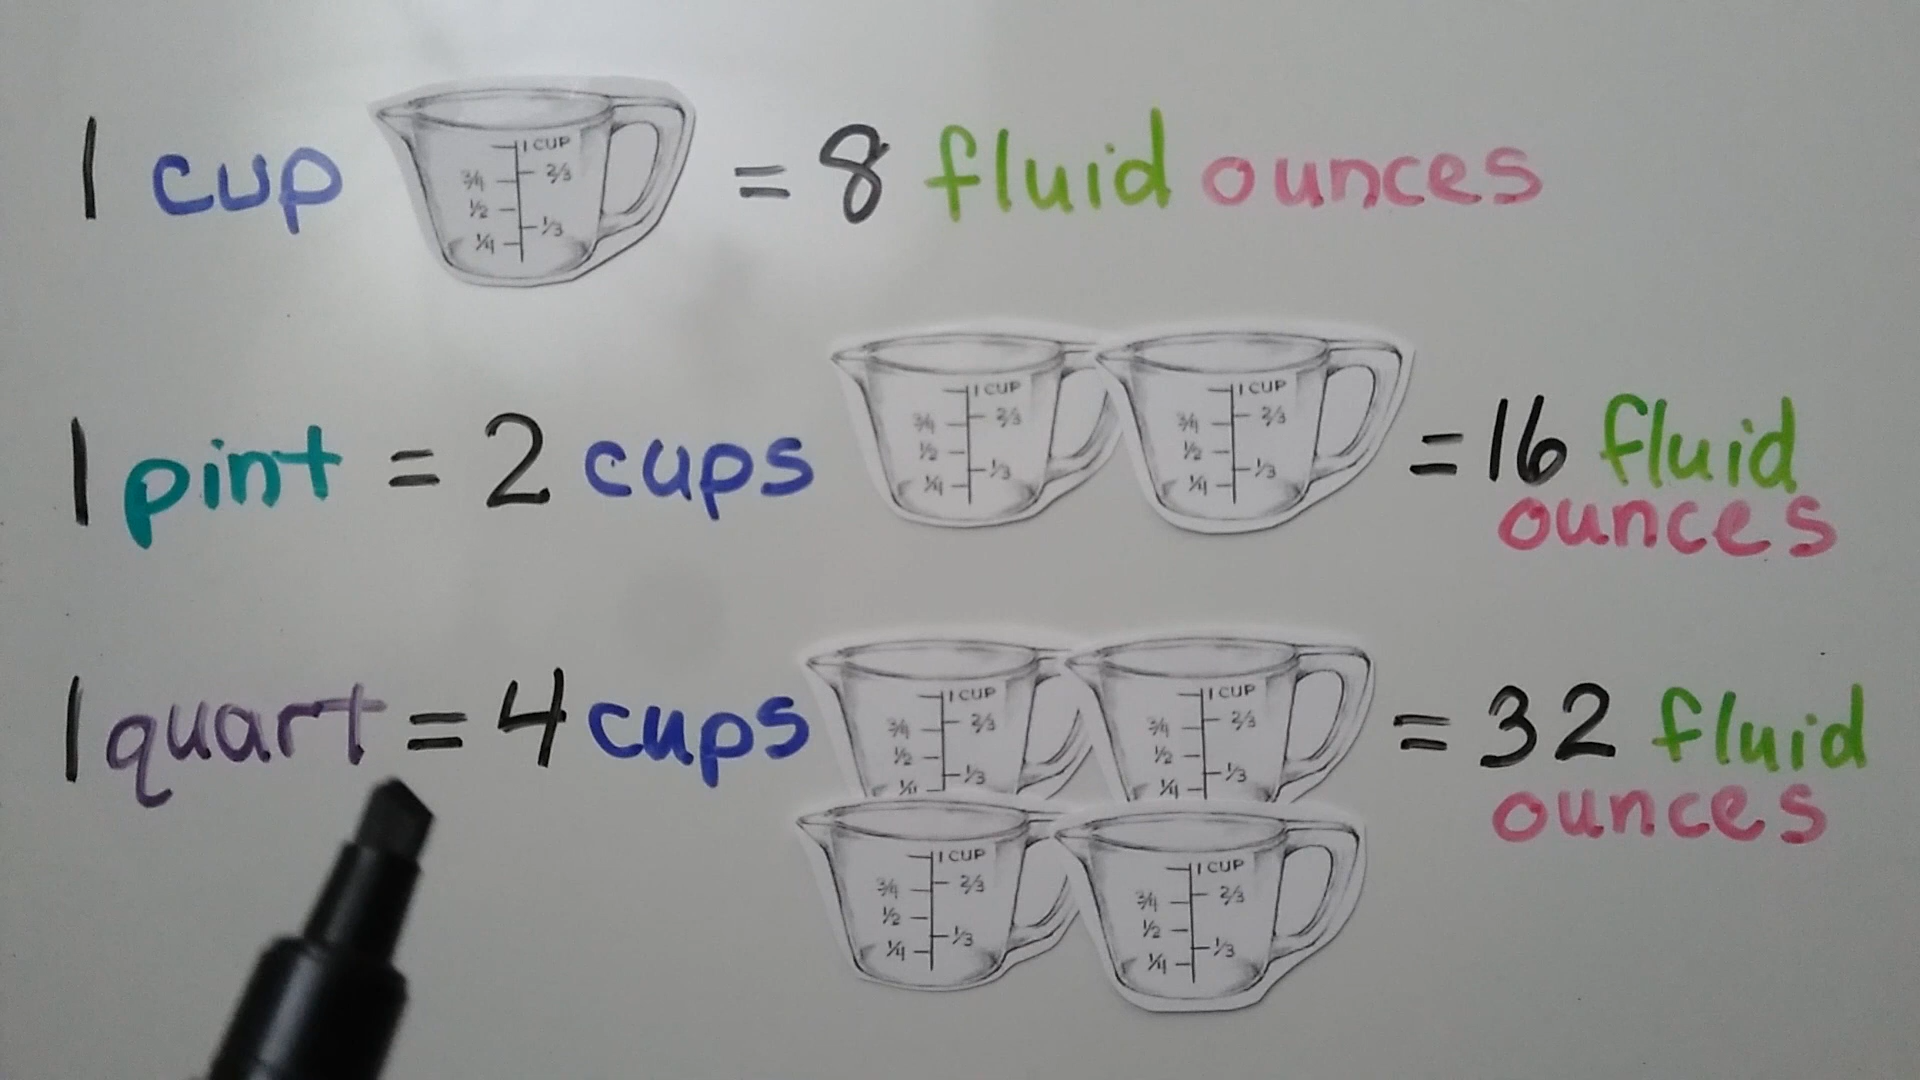 1 cup = 8 fluid ounces
1 CUP
3/4 2/3
1/2
1/4 1/3
1 pint = 2 cups = 16 fluid
ounces
1 CUP 1 CUP
3/4 2/3 3/4 2/3
1/2 1/2
1/4 1/3 1/4 1/3
1 quart = 4 cups = 32 fluid
ounces
1 CUP 1 CUP
3/4 2/3 3/4 2/3
1/2 1/2
1/4 1/3 1/4 1/3
1 CUP 1 CUP
3/4 2/3 3/4 2/3
1/2 1/2
1/4 1/3 1/4 1/3